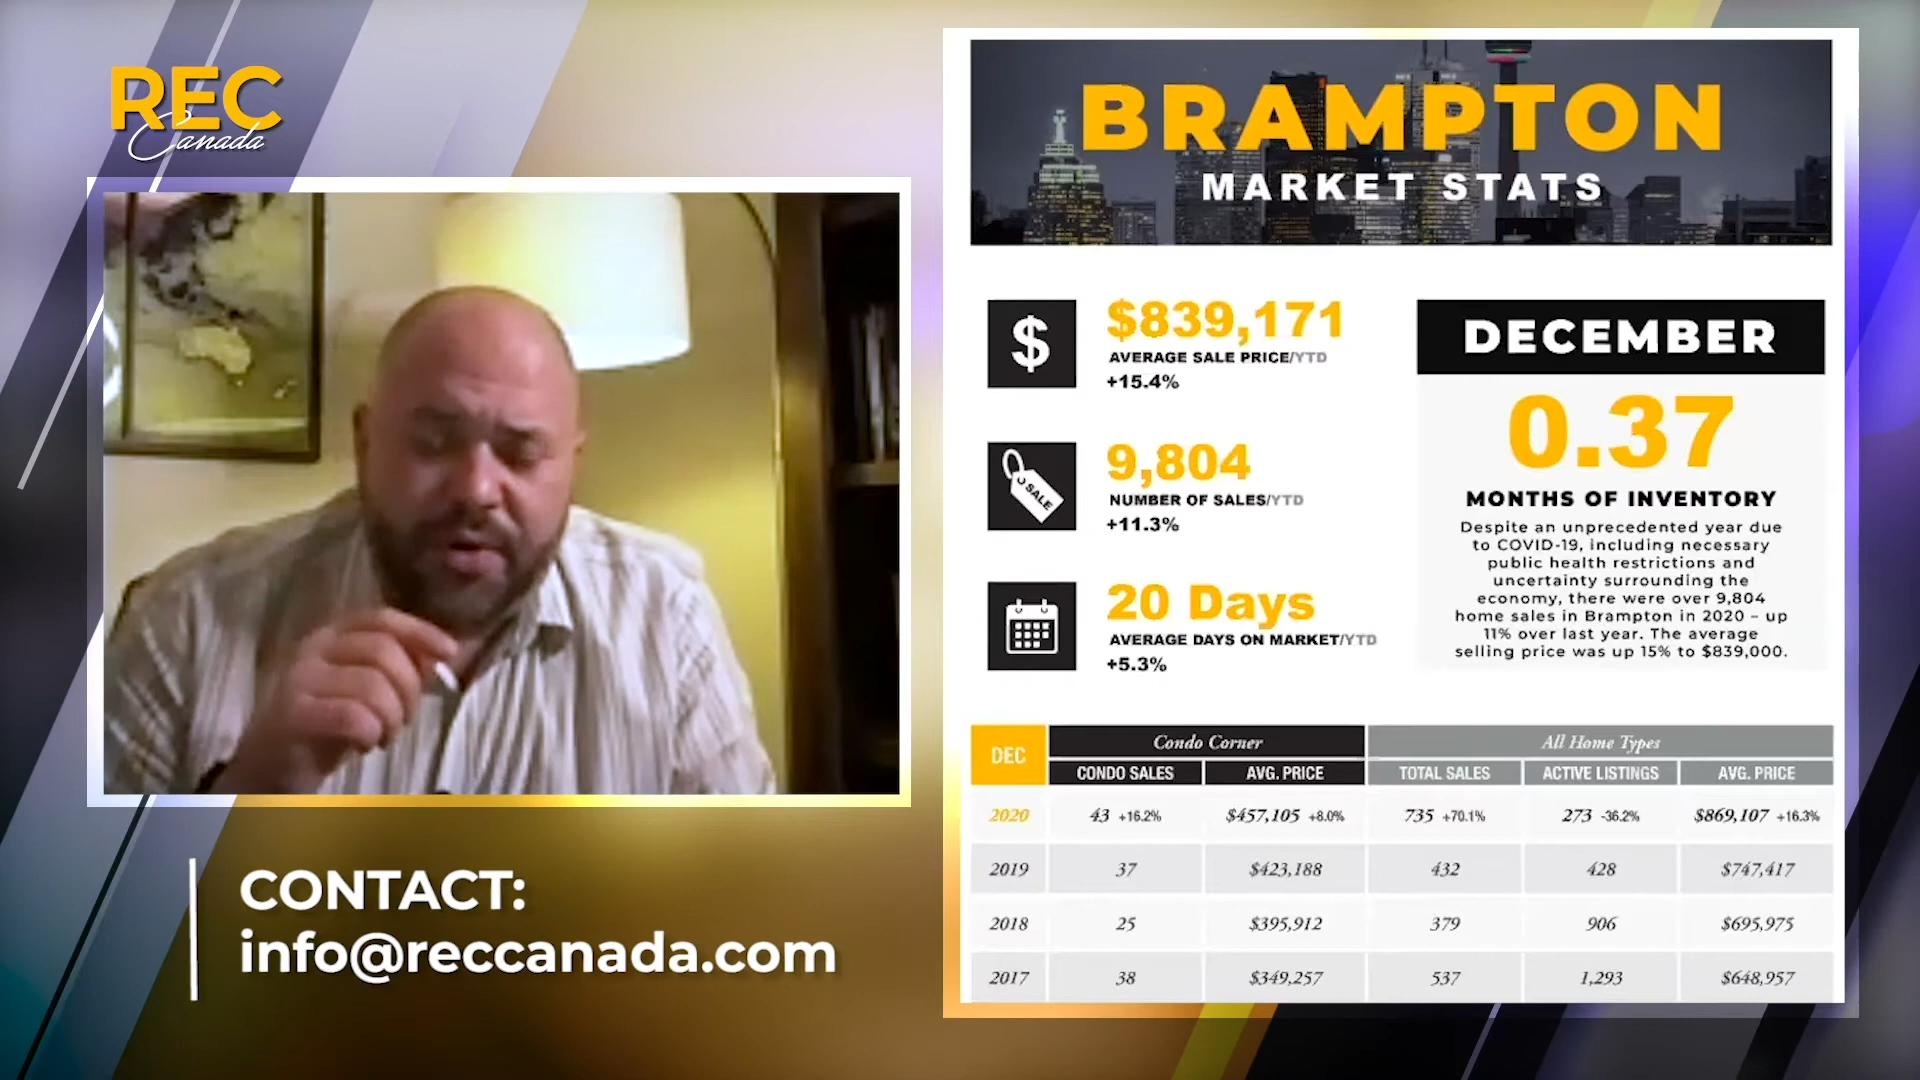 REC
Canada
CONTACT:
info@reccanada.com
BRAMPTON
MARKET STATS
$
$839,171
AVERAGE SALE PRICE/YTD
+15.4%
SALE
9,804
NUMBER OF SALES/YTD
+11.3%
20 Days
AVERAGE DAYS ON MARKET/YTD
+5.3%
DECEMBER
0.37
MONTHS OF INVENTORY
Despite an unprecedented year due
to COVID-19, including necessary
public health restrictions and
uncertainty surrounding the
economy, there were over 9,804
home sales in Brampton in 2020 – up
11% over last year. The average
selling price was up 15% to $839,000.
DEC Condo Corner All Home Types
CONDO SALES AVG. PRICE TOTAL SALES ACTIVE LISTINGS AVG. PRICE
2020 43 +16.2% $457,105 +8.0% 735 +70.1% 273 -36.2% $869,107 +16.3%
2019 37 $423,188 432 428 $747,417
2018 25 $395,912 379 906 $695,975
2017 38 $349,257 537 1,293 $648,957